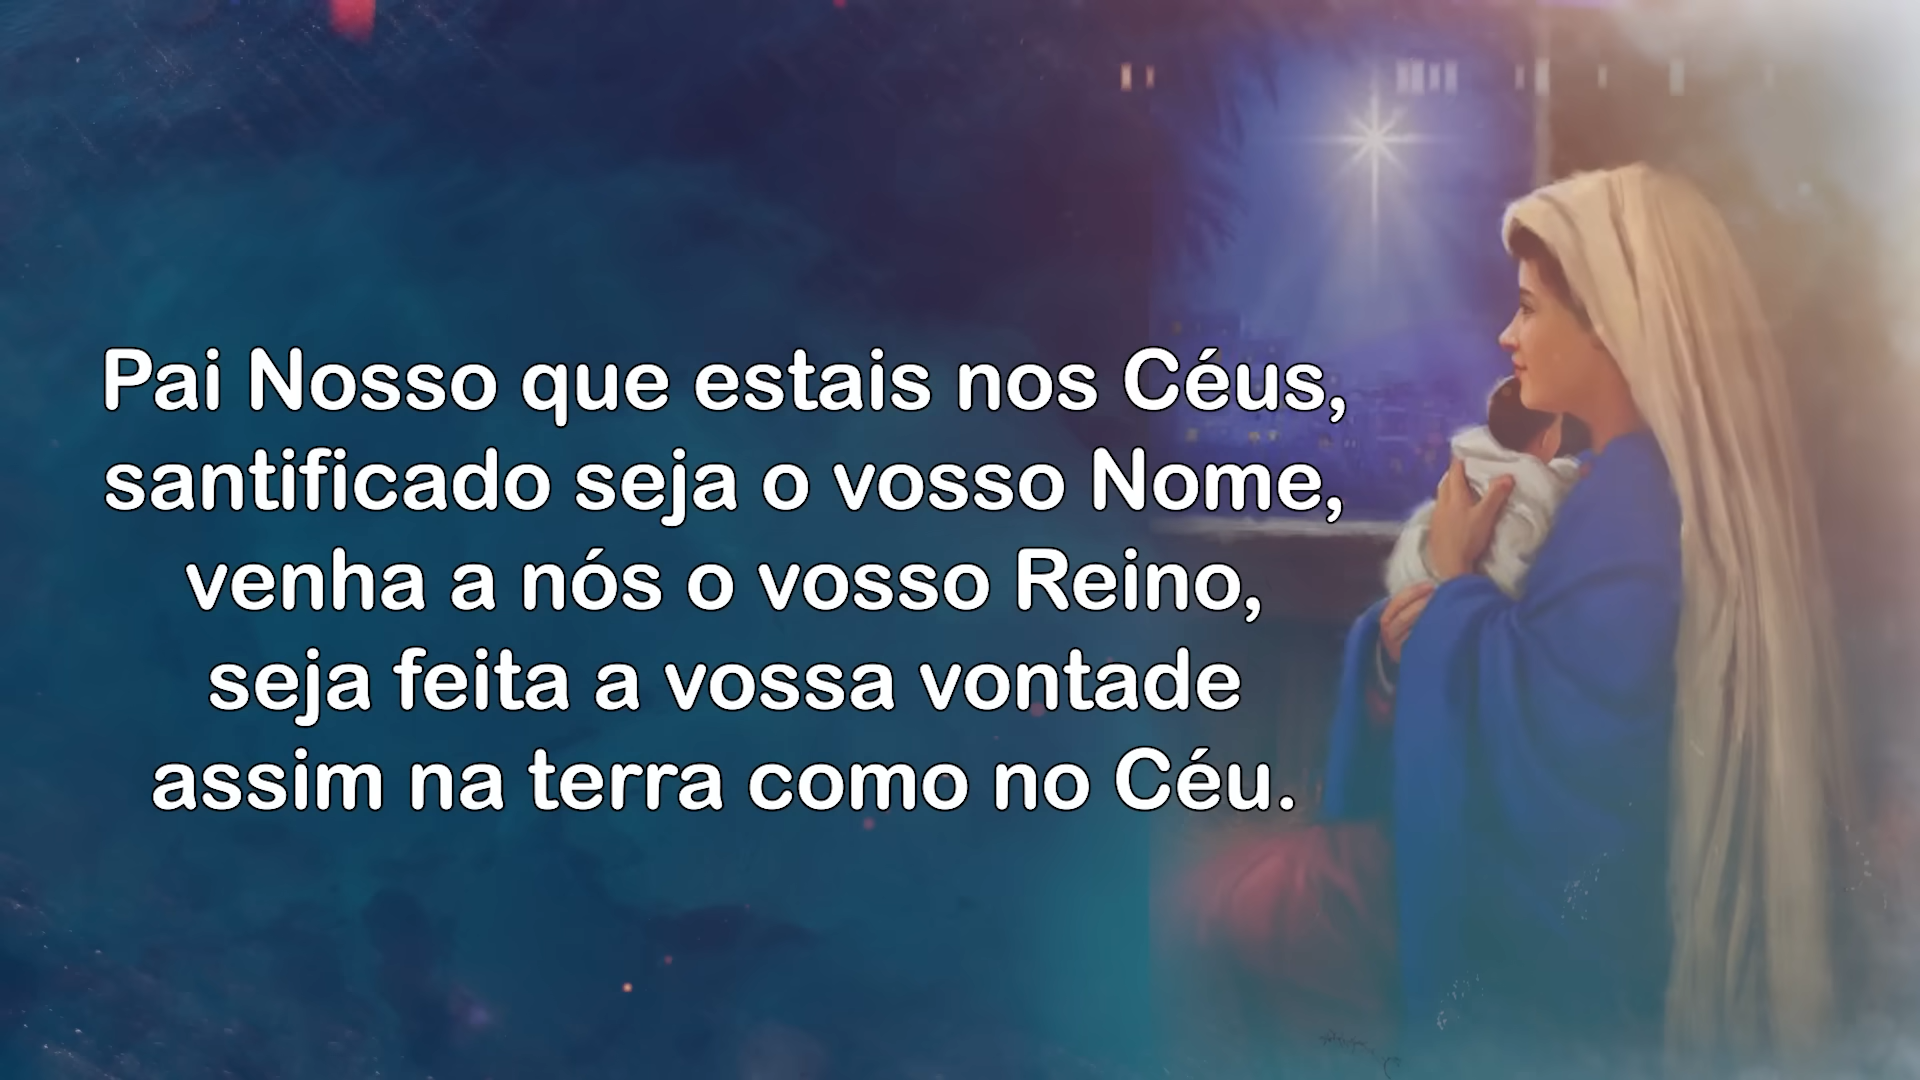 Pai Nosso que estais nos Céus,
santificado seja o vosso Nome,
venha a nós o vosso Reino,
seja feita a vossa vontade
assim na terra como no Céu.